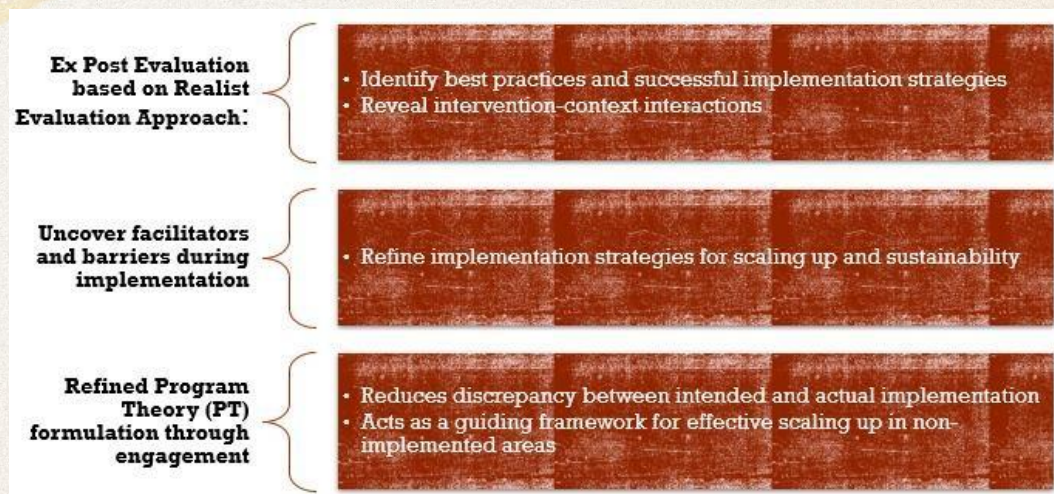 Ex Post Evaluation
based on Realist
Evaluation Approach:
• Identify best practices and successful implementation strategies
• Reveal intervention-context interactions
Uncover facilitators
and barriers during
implementation
• Refine implementation strategies for scaling up and sustainability
Refined Program
Theory (PT)
formulation through
engagement
• Reduces discrepancy between intended and actual implementation
• Acts as a guiding framework for effective scaling up in non-
implemented areas